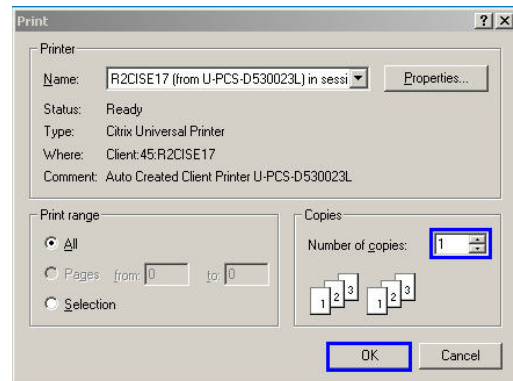 Print
Printer
Name: R2CISE17 (from U-PCS-D530023L) in sessi Properties...
Status: Ready
Type: Citrix Universal Printer
Where: Client:45:R2CISE17
Comment: Auto Created Client Printer U-PCS-D530023L
Print range
All
Pages from: 0 to: 0
Selection
Copies
Number of copies: 1
1 2 3 1 2 3
OK Cancel